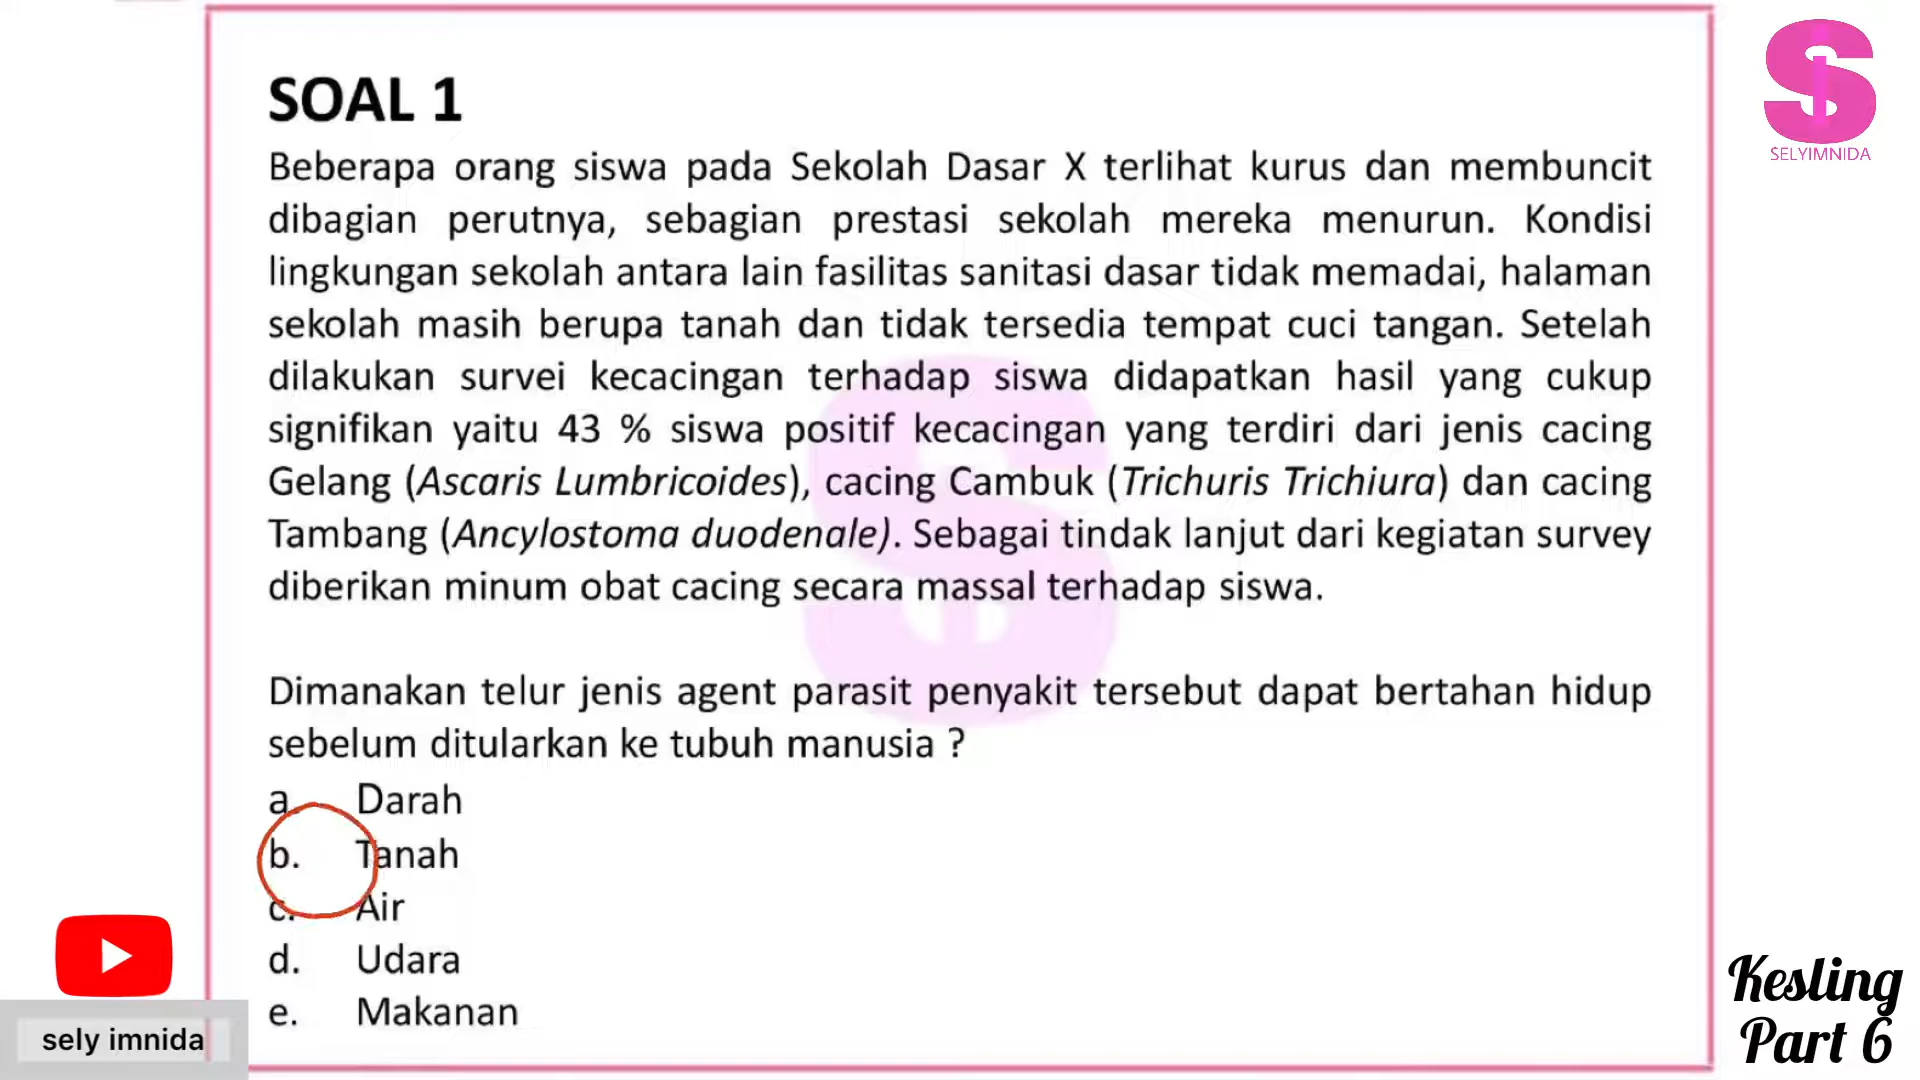 SOAL 1
Beberapa orang siswa pada Sekolah Dasar X terlihat kurus dan membuncit
dibagian perutnya, sebagian prestasi sekolah mereka menurun. Kondisi
lingkungan sekolah antara lain fasilitas sanitasi dasar tidak memadai, halaman
sekolah masih berupa tanah dan tidak tersedia tempat cuci tangan. Setelah
dilakukan survei kecacingan terhadap siswa didapatkan hasil yang cukup
signifikan yaitu 43 % siswa positif kecacingan yang terdiri dari jenis cacing
Gelang (Ascaris Lumbricoides), cacing Cambuk (Trichuris Trichiura) dan cacing
Tambang (Ancylostoma duodenale). Sebagai tindak lanjut dari kegiatan survey
diberikan minum obat cacing secara massal terhadap siswa.
Dimanakan telur jenis agent parasit penyakit tersebut dapat bertahan hidup
sebelum ditularkan ke tubuh manusia ?
a. Darah
b. Tanah
c. Air
d. Udara
e. Makanan
SELYIMNIDA
sely imnida
Kesling
Part 6